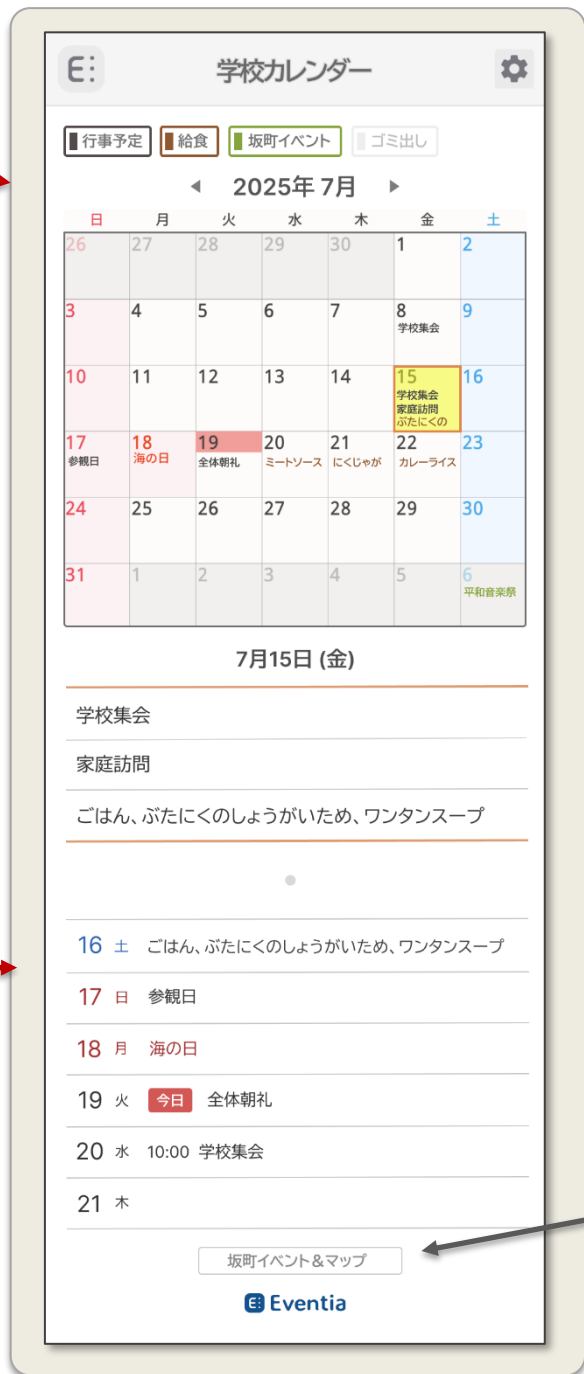 E:
学校カレンダー
行事予定 給食 坂町イベント ゴミ出し
2025年 7月
日 月 火 水 木 金 土
26 27 28 29 30 1 2
3 4 5 6 7 8 9
学校集会
10 11 12 13 14 15 16
学校集会
家庭訪問
ぶたにくの
17 18 19 20 21 22 23
参観日 海の日 全体朝礼 ミートソース にくじゃが カレーライス
24 25 26 27 28 29 30
31 1 2 3 4 5 6
平和音楽祭
7月15日 (金)
学校集会
家庭訪問
ごはん、ぶたにくのしょうがいため、ワンタンスープ
16 土 ごはん、ぶたにくのしょうがいため、ワンタンスープ
17 日 参観日
18 月 海の日
19 火 今日 全体朝礼
20 水 10:00 学校集会
21 木
坂町イベント&マップ
E: Eventia